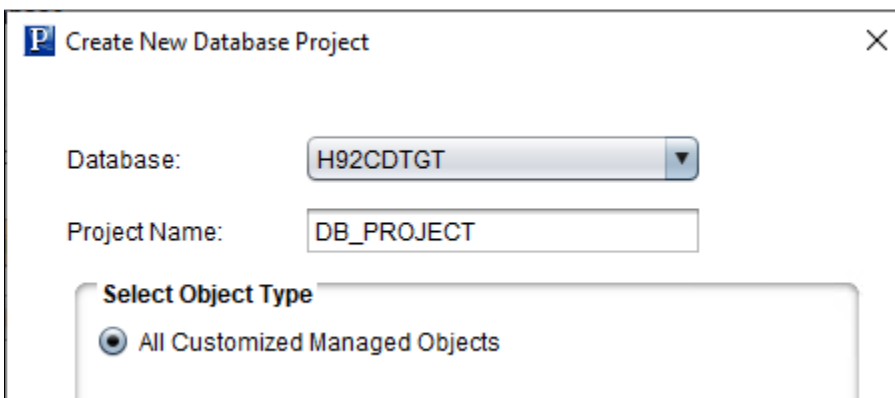 P Create New Database Project
Database: H92CDTGT
Project Name: DB_PROJECT
Select Object Type
All Customized Managed Objects